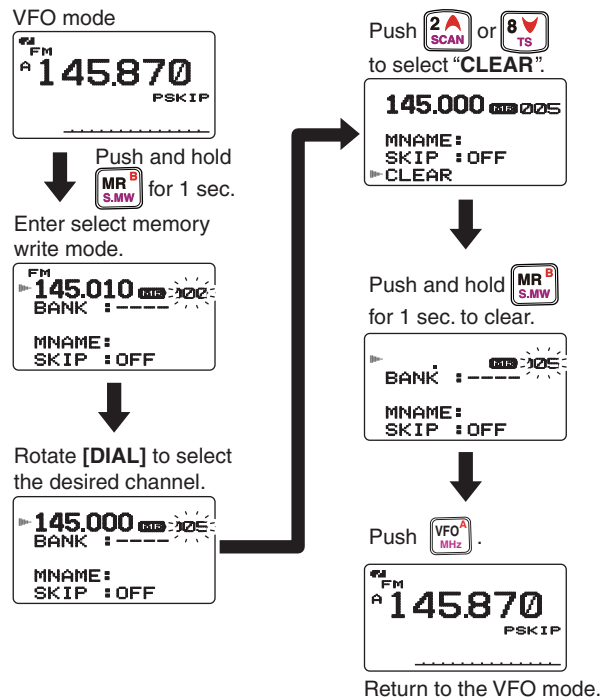 VFO mode
FM
A 145.870
PSKIP
Push and hold
MR B S.MW for 1 sec.
Enter select memory
write mode.
FM
145.010
BANK :----
MNAME:
SKIP :OFF
Rotate [DIAL] to select
the desired channel.
145.000 005
BANK :----
MNAME:
SKIP :OFF
Push 2 SCAN or 8 TS
to select “CLEAR”.
145.000 005
MNAME:
SKIP :OFF
CLEAR
Push and hold MR B S.MW
for 1 sec. to clear.
005
BANK :----
MNAME:
SKIP :OFF
Push VFO A MHz .
FM
A 145.870
PSKIP
Return to the VFO mode.